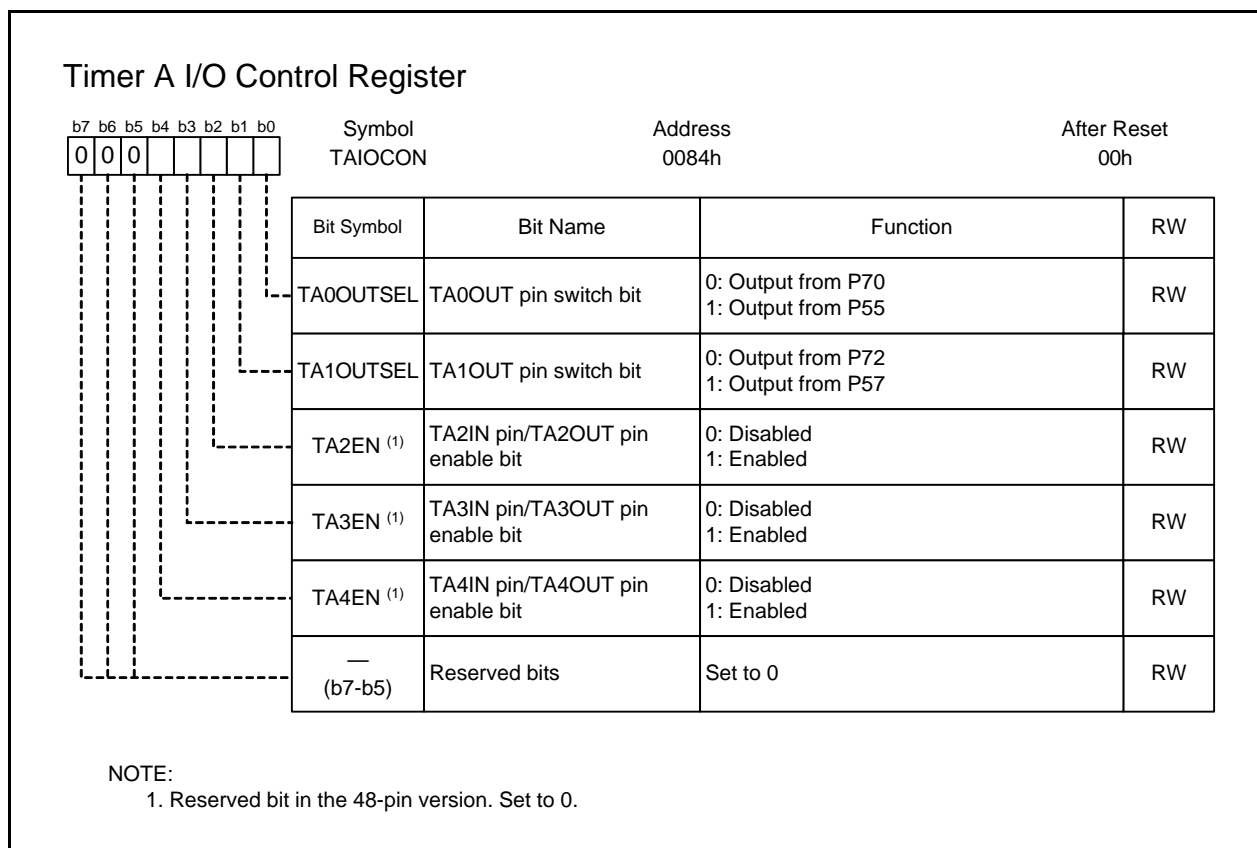 Timer A I/O Control Register
b7 b6 b5 b4 b3 b2 b1 b0 Symbol Address After Reset
0 0 0 TAIOCON 0084h 00h
Bit Symbol Bit Name Function RW
TA0OUTSEL TA0OUT pin switch bit 0: Output from P70
1: Output from P55 RW
TA1OUTSEL TA1OUT pin switch bit 0: Output from P72
1: Output from P57 RW
TA2EN (1) TA2IN pin/TA2OUT pin
enable bit 0: Disabled
1: Enabled RW
TA3EN (1) TA3IN pin/TA3OUT pin
enable bit 0: Disabled
1: Enabled RW
TA4EN (1) TA4IN pin/TA4OUT pin
enable bit 0: Disabled
1: Enabled RW
—
(b7-b5) Reserved bits Set to 0 RW
NOTE:
1. Reserved bit in the 48-pin version. Set to 0.